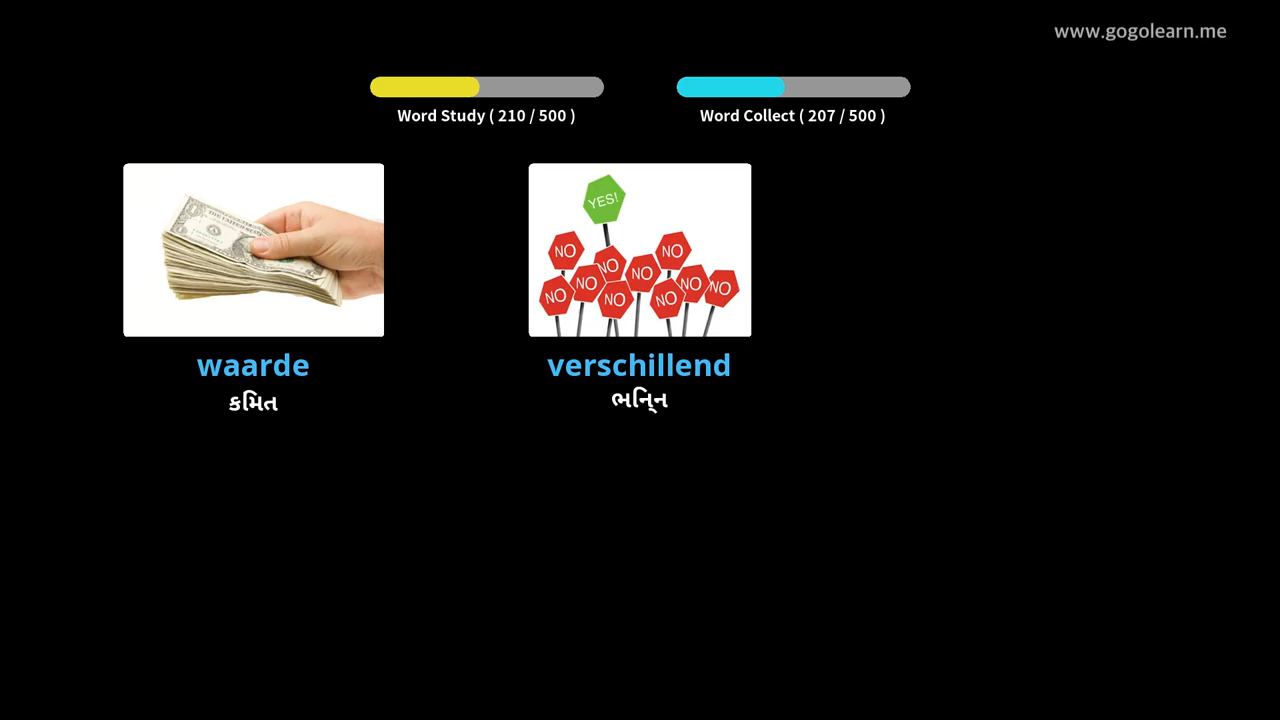 www.gogolearn.me
Word Study ( 210 / 500 )
Word Collect ( 207 / 500 )
YES!
NO
NO
NO
NO
NO
NO
NO
NO
NO
NO
waarde
verschillend
કમિત
ભનિ્ન